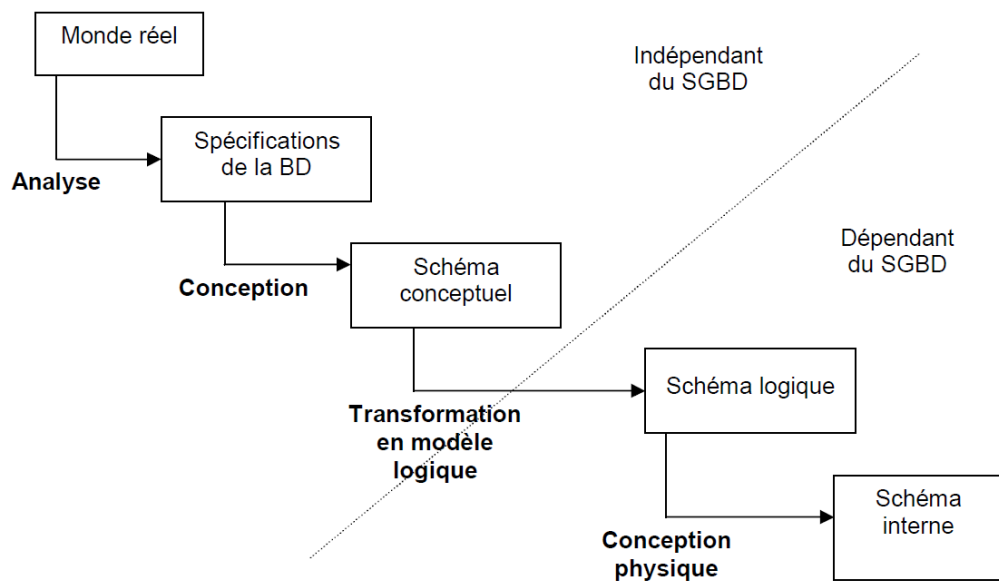 Monde réel
Indépendant
du SGBD
Spécifications
de la BD
Analyse
Dépendant
du SGBD
Schéma
conceptuel
Conception
Schéma logique
Transformation
en modèle
logique
Schéma
interne
Conception
physique